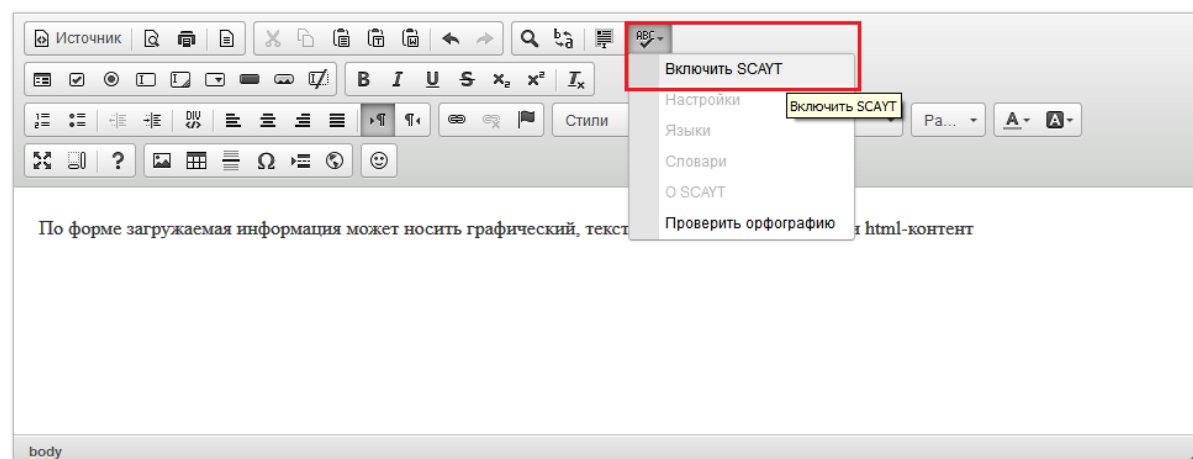 Источник
ABC
Включить SCAYT
B I U S x₂ x² Iₓ
Настройки
Включить SCAYT
DIV
Стили
Ра...
A
A
Языки
Словари
? Ω
О SCAYT
Проверить орфографию
По форме загружаемая информация может носить графический, текст
html-контент
body